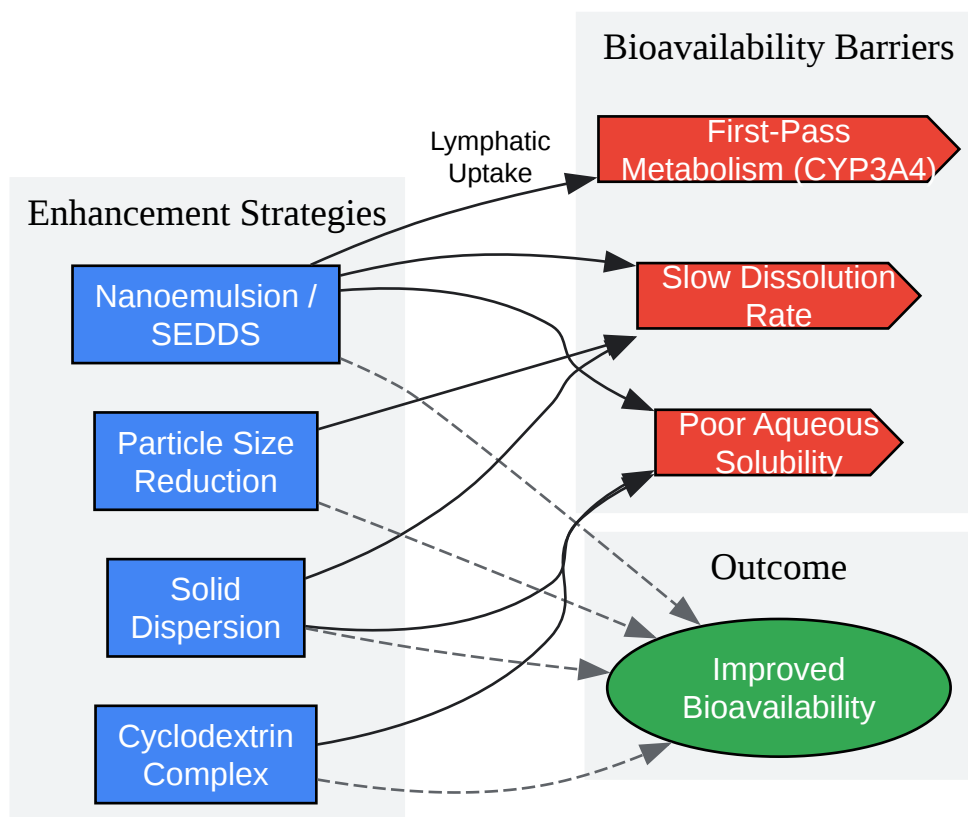 Bioavailability Barriers
First-Pass
Metabolism (CYP3A4)
Lymphatic
Uptake
Enhancement Strategies
Nanoemulsion /
SEDDS
Slow Dissolution
Rate
Particle Size
Reduction
Poor Aqueous
Solubility
Solid
Dispersion
Outcome
Improved
Bioavailability
Cyclodextrin
Complex